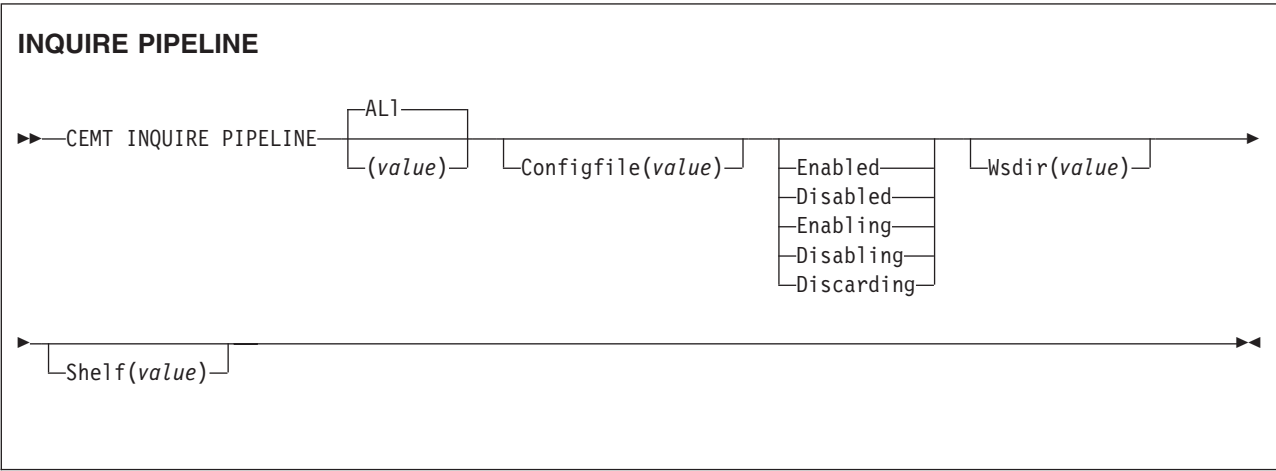 INQUIRE PIPELINE
ALl
CEMT INQUIRE PIPELINE
(value)
Configfile(value)
Enabled
Wsdir(value)
Disabled
Enabling
Disabling
Discarding
Shelf(value)